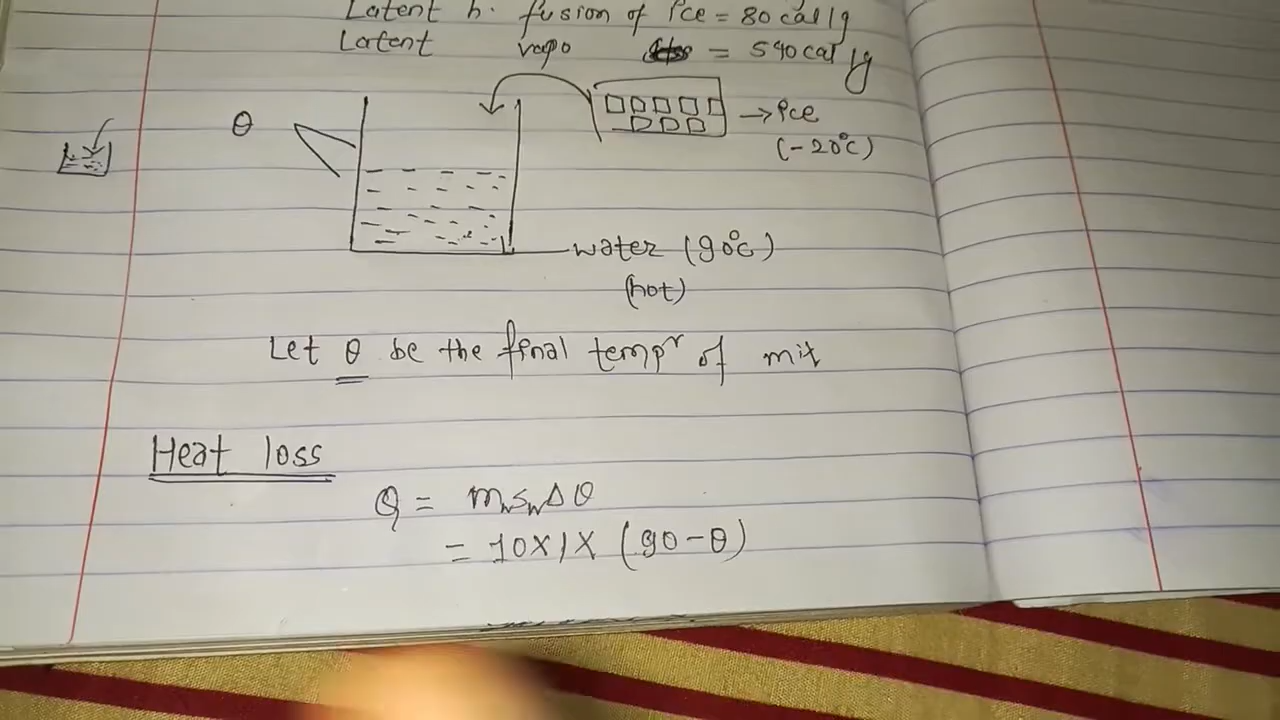 Latent h. fusion of ice = 80 cal/g
Latent vapo = 540 cal/g
θ
→ ice
(-20°C)
water (90°C)
(hot)
Let θ be the final tempr of mix
Heat loss
Q = mwswΔθ
= 10×1×(90-θ)